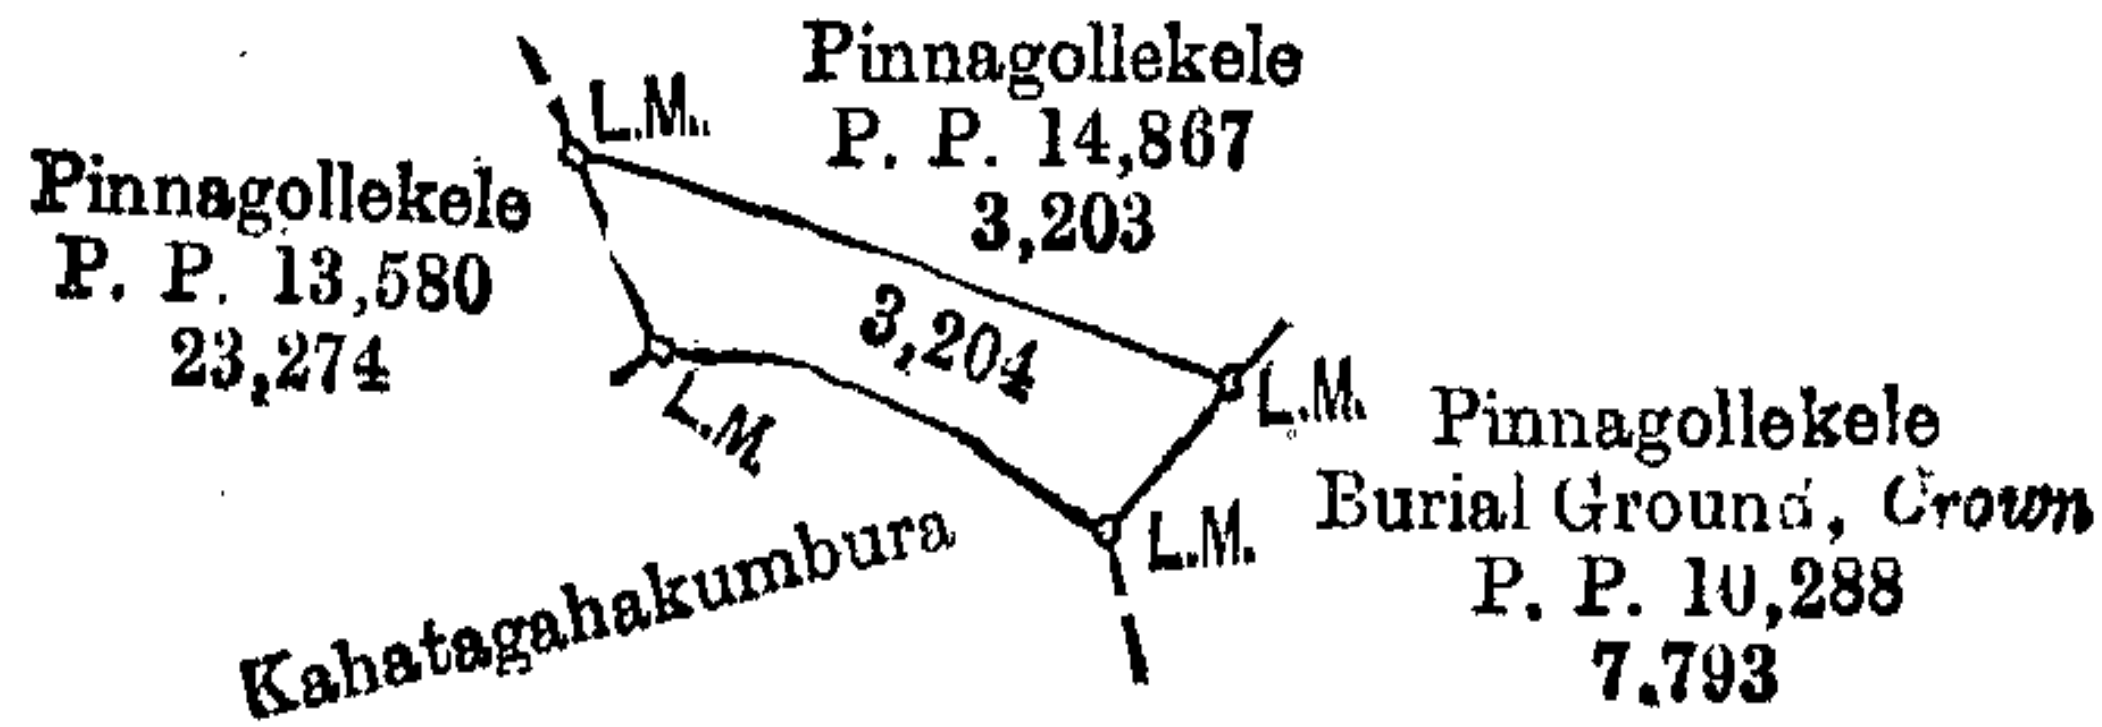 Pinnagollekele
P. P. 14,867
3,203
L.M.
Pinnagollekele
P. P. 13,580
23,274
3,204
L.M.
L.M.
Pinnagollekele
Burial Ground, Crown
P. P. 10,288
7,793
L.M.
Kahatagahakumbura